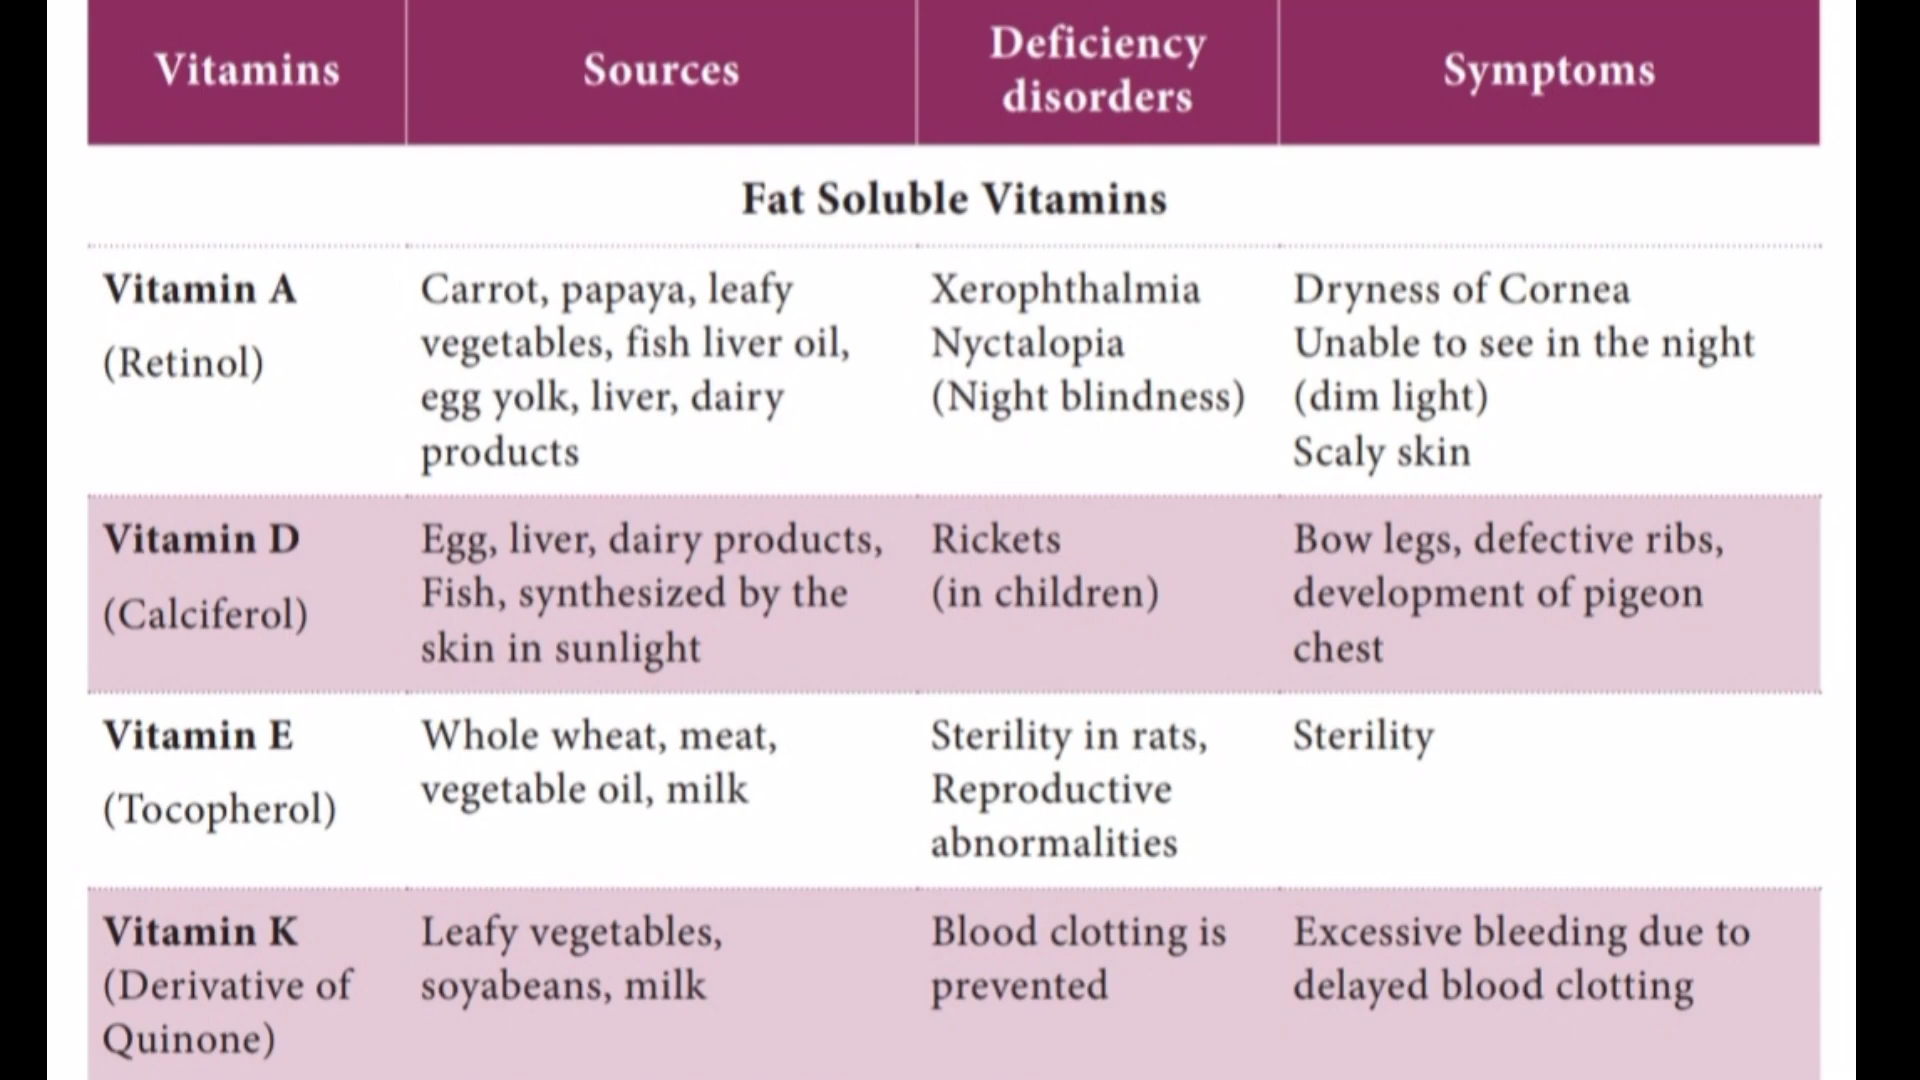 Vitamins
Sources
Deficiency
disorders
Symptoms
Fat Soluble Vitamins
Vitamin A
(Retinol)
Carrot, papaya, leafy
vegetables, fish liver oil,
egg yolk, liver, dairy
products
Xerophthalmia
Nyctalopia
(Night blindness)
Dryness of Cornea
Unable to see in the night
(dim light)
Scaly skin
Vitamin D
(Calciferol)
Egg, liver, dairy products,
Fish, synthesized by the
skin in sunlight
Rickets
(in children)
Bow legs, defective ribs,
development of pigeon
chest
Vitamin E
(Tocopherol)
Whole wheat, meat,
vegetable oil, milk
Sterility in rats,
Reproductive
abnormalities
Sterility
Vitamin K
(Derivative of
Quinone)
Leafy vegetables,
soyabeans, milk
Blood clotting is
prevented
Excessive bleeding due to
delayed blood clotting